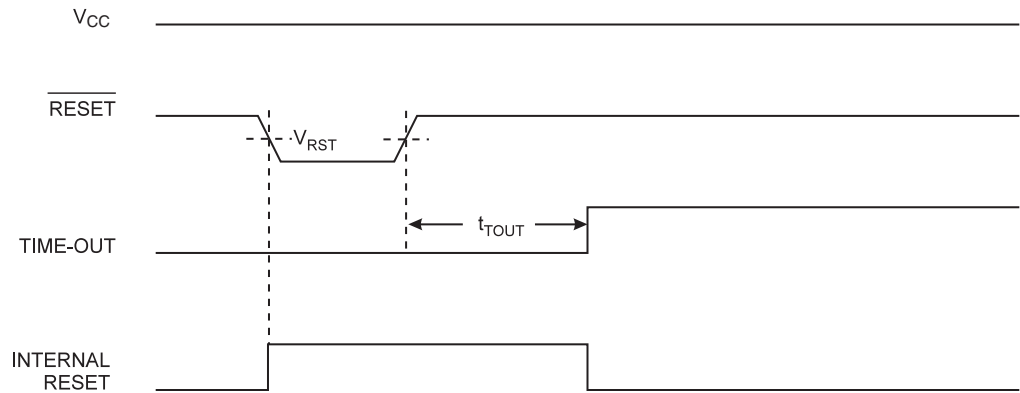 VCC
RESET
VRST
tTOUT
TIME-OUT
INTERNAL
RESET